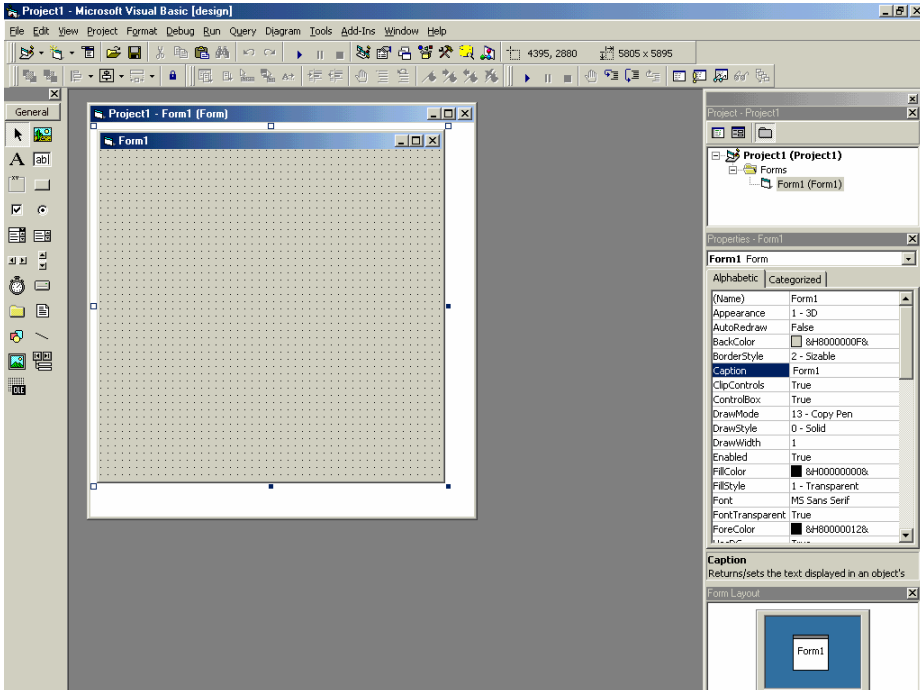 Project1 - Microsoft Visual Basic [design]
File Edit View Project Format Debug Run Query Diagram Tools Add-Ins Window Help
4395, 2880 5805 x 5895
General
A ab|
XY
OLE
Project1 - Form1 (Form)
Form1
Project - Project1
Project1 (Project1)
Forms
Form1 (Form1)
Properties - Form1
Form1 Form
Alphabetic Categorized
(Name) Form1
Appearance 1 - 3D
AutoRedraw False
BackColor &H8000000F&
BorderStyle 2 - Sizable
Caption Form1
ClipControls True
ControlBox True
DrawMode 13 - Copy Pen
DrawStyle 0 - Solid
DrawWidth 1
Enabled True
FillColor &H00000000&
FillStyle 1 - Transparent
Font MS Sans Serif
FontTransparent True
ForeColor &H80000012&
Caption
Returns/sets the text displayed in an object's
Form Layout
Form1